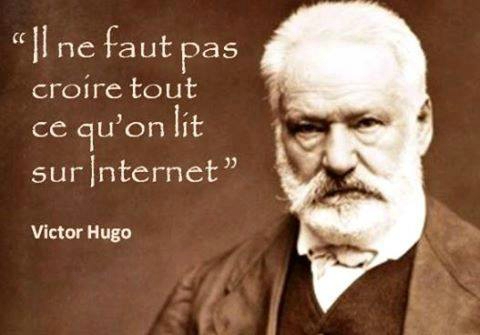 “ Il ne faut pas
croire tout
ce qu’on lit
sur Internet ”
Victor Hugo